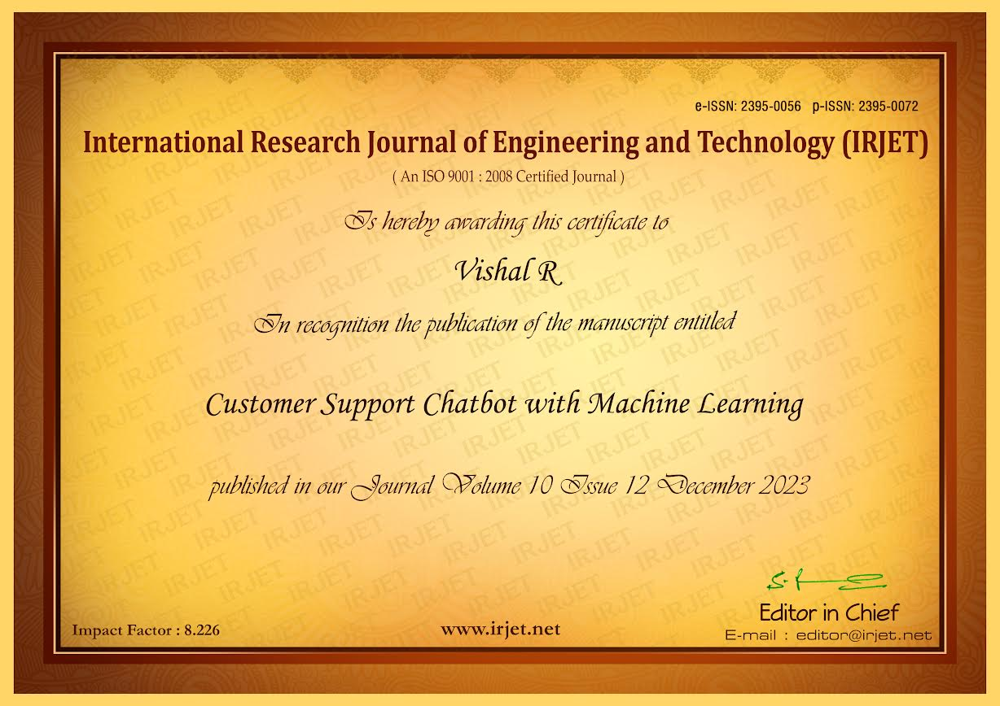 e-ISSN: 2395-0056 p-ISSN: 2395-0072
International Research Journal of Engineering and Technology (IRJET)
( An ISO 9001 : 2008 Certified Journal )
Is hereby awarding this certificate to
Vishal R
In recognition the publication of the manuscript entitled
Customer Support Chatbot with Machine Learning
published in our Journal Volume 10 Issue 12 December 2023
Editor in Chief
Impact Factor : 8.226
www.irjet.net
E-mail : editor@irjet.net